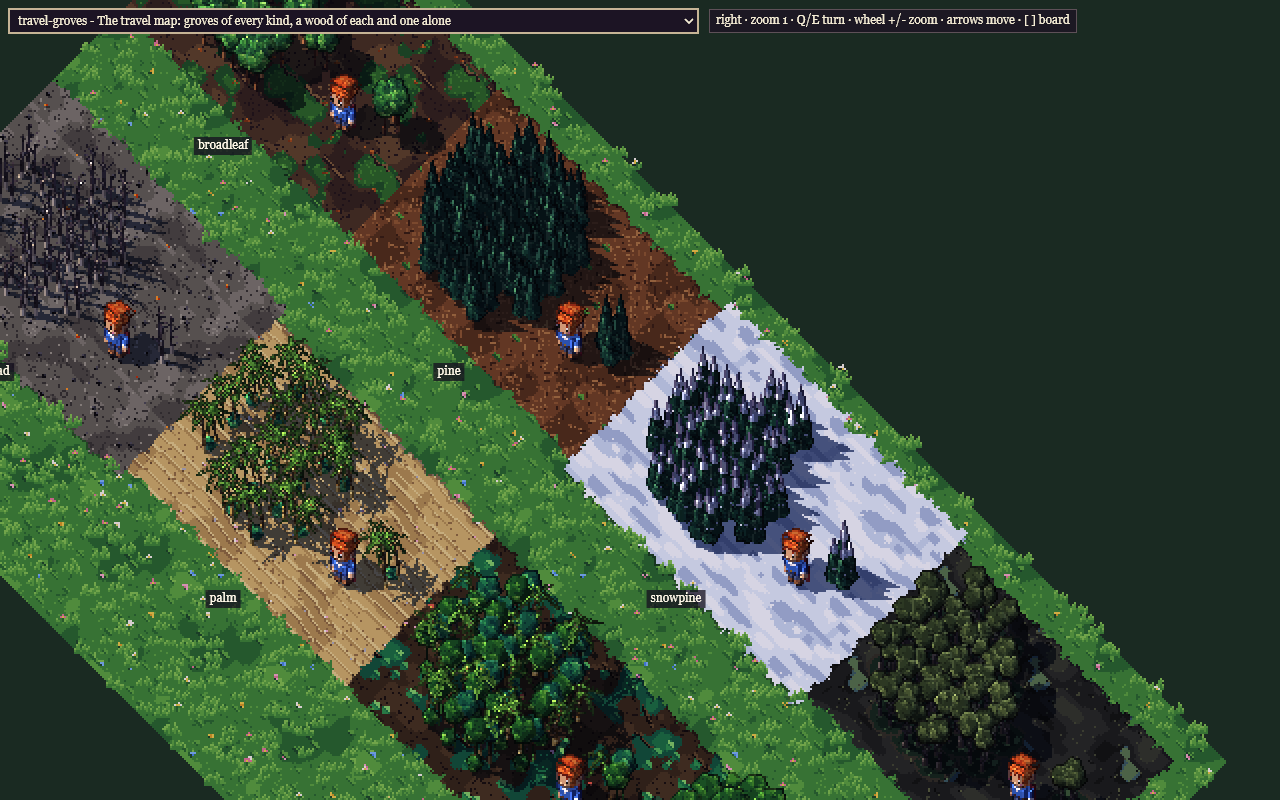 travel-groves - The travel map: groves of every kind, a wood of each and one alone
right · zoom 1 · Q/E turn · wheel +/- zoom · arrows move · [ ] board
broadleaf
pine
palm
snowpine